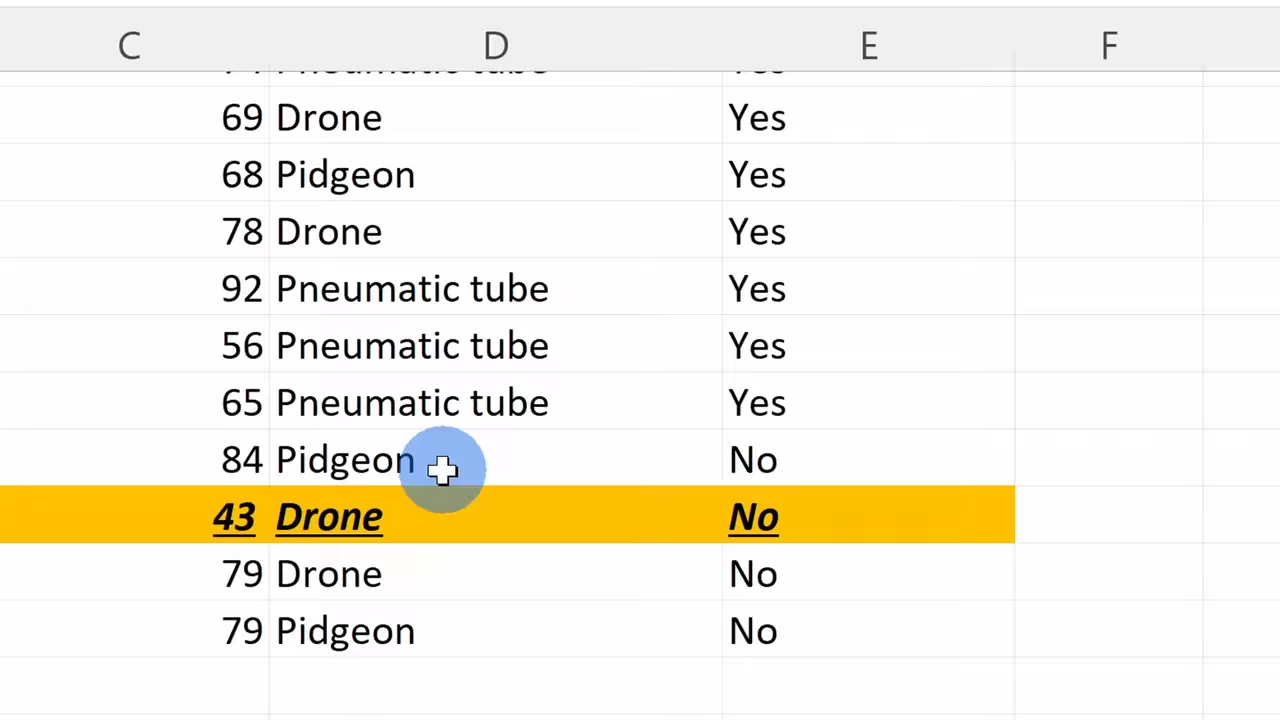 C D E F
69 Drone Yes
68 Pidgeon Yes
78 Drone Yes
92 Pneumatic tube Yes
56 Pneumatic tube Yes
65 Pneumatic tube Yes
84 Pidgeon No
43 Drone No
79 Drone No
79 Pidgeon No